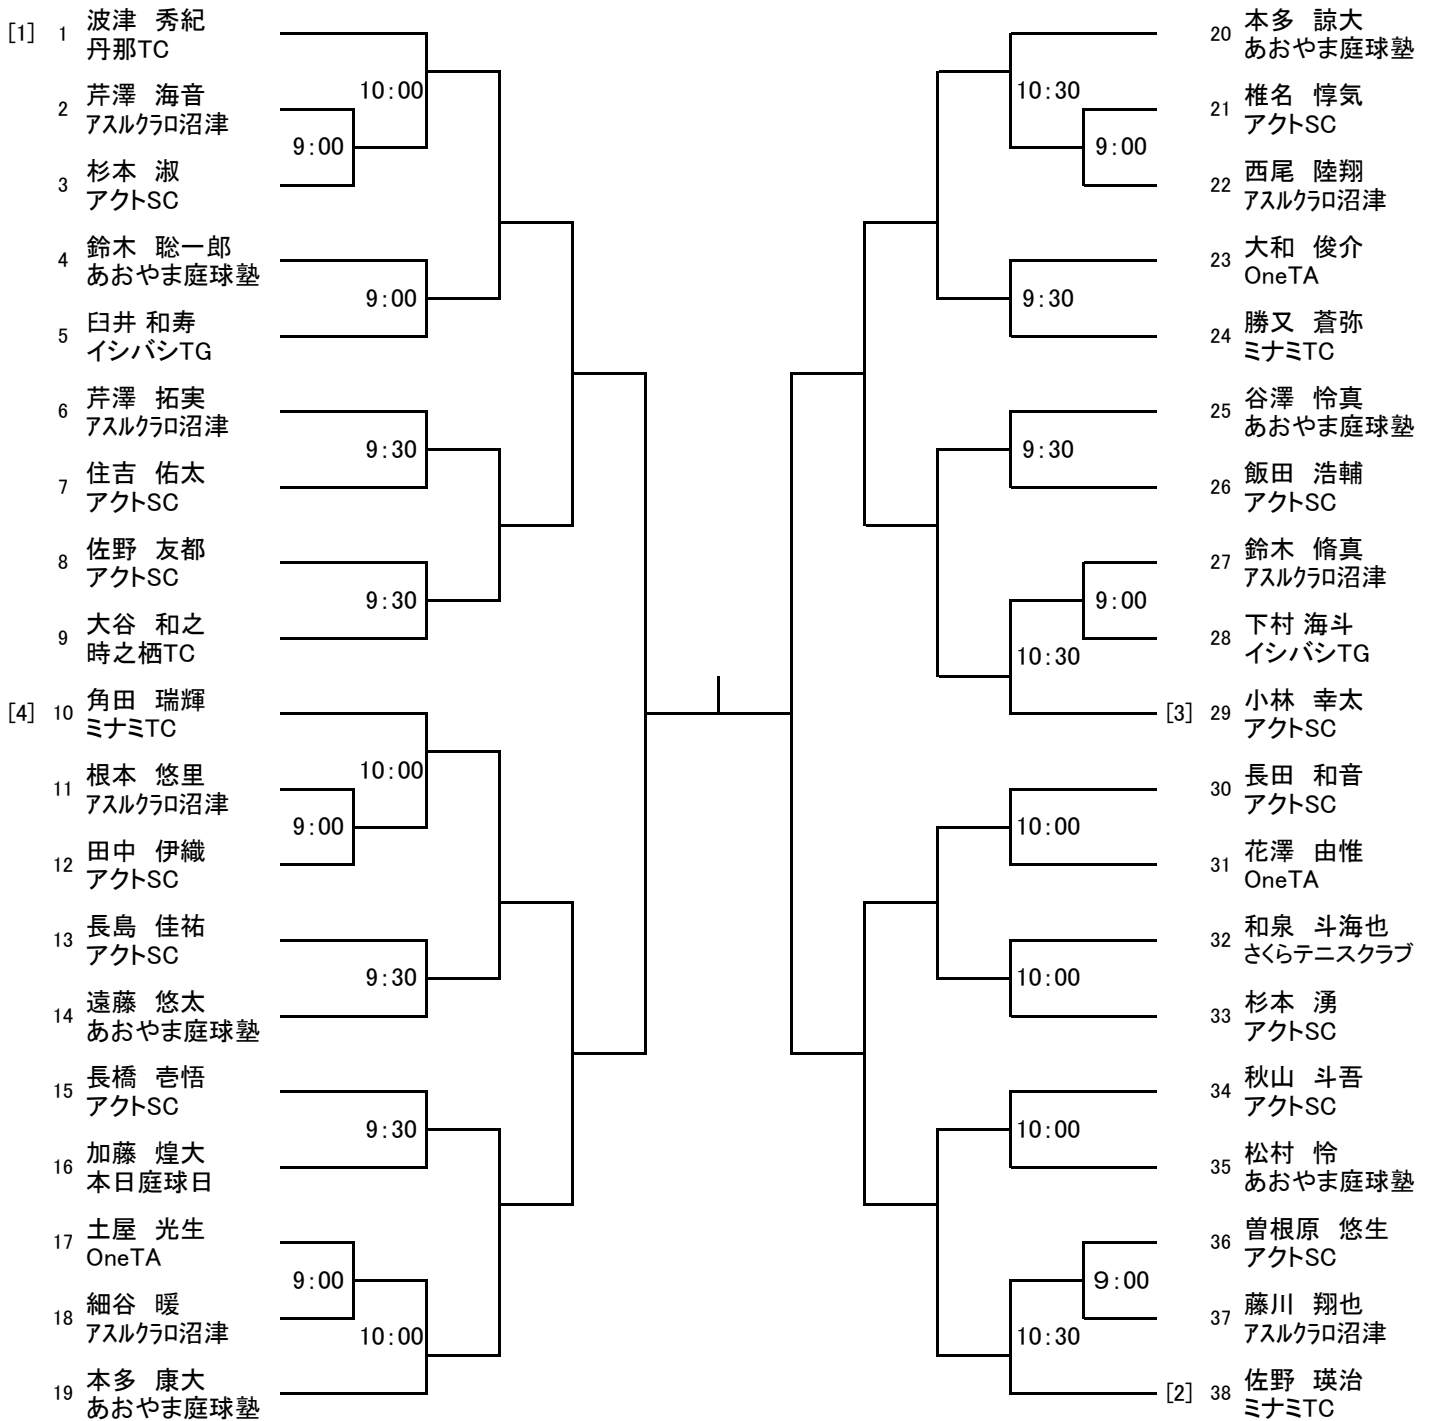 [1] 1 波津　秀紀
丹那TC
10:00
2 芹澤　海音
アスルクラロ沼津
9:00
3 杉本　淑
アクトSC
4 鈴木　聡一郎
あおやま庭球塾
9:00
5 臼井 和寿
イシバシTG
6 芹澤　拓実
アスルクラロ沼津
9:30
7 住吉　佑太
アクトSC
8 佐野　友都
アクトSC
9:30
9 大谷　和之
時之栖TC
[4] 10 角田　瑞輝
ミナミTC
10:00
11 根本　悠里
アスルクラロ沼津
9:00
12 田中　伊織
アクトSC
13 長島　佳祐
アクトSC
9:30
14 遠藤　悠太
あおやま庭球塾
15 長橋　壱悟
アクトSC
9:30
16 加藤　煌大
本日庭球日
17 土屋　光生
OneTA
9:00
18 細谷　暖
アスルクラロ沼津
10:00
19 本多　康大
あおやま庭球塾
20 本多　諒大
あおやま庭球塾
10:30
21 椎名　惇気
アクトSC
9:00
22 西尾　陸翔
アスルクラロ沼津
23 大和　俊介
OneTA
9:30
24 勝又　蒼弥
ミナミTC
25 谷澤　怜真
あおやま庭球塾
9:30
26 飯田　浩輔
アクトSC
27 鈴木　脩真
アスルクラロ沼津
9:00
28 下村 海斗
イシバシTG
10:30
[3] 29 小林　幸太
アクトSC
30 長田　和音
アクトSC
10:00
31 花澤　由惟
OneTA
32 和泉　斗海也
さくらテニスクラブ
10:00
33 杉本　湧
アクトSC
34 秋山　斗吾
アクトSC
10:00
35 松村　怜
あおやま庭球塾
36 曽根原　悠生
アクトSC
9:00
37 藤川　翔也
アスルクラロ沼津
10:30
[2] 38 佐野　瑛治
ミナミTC